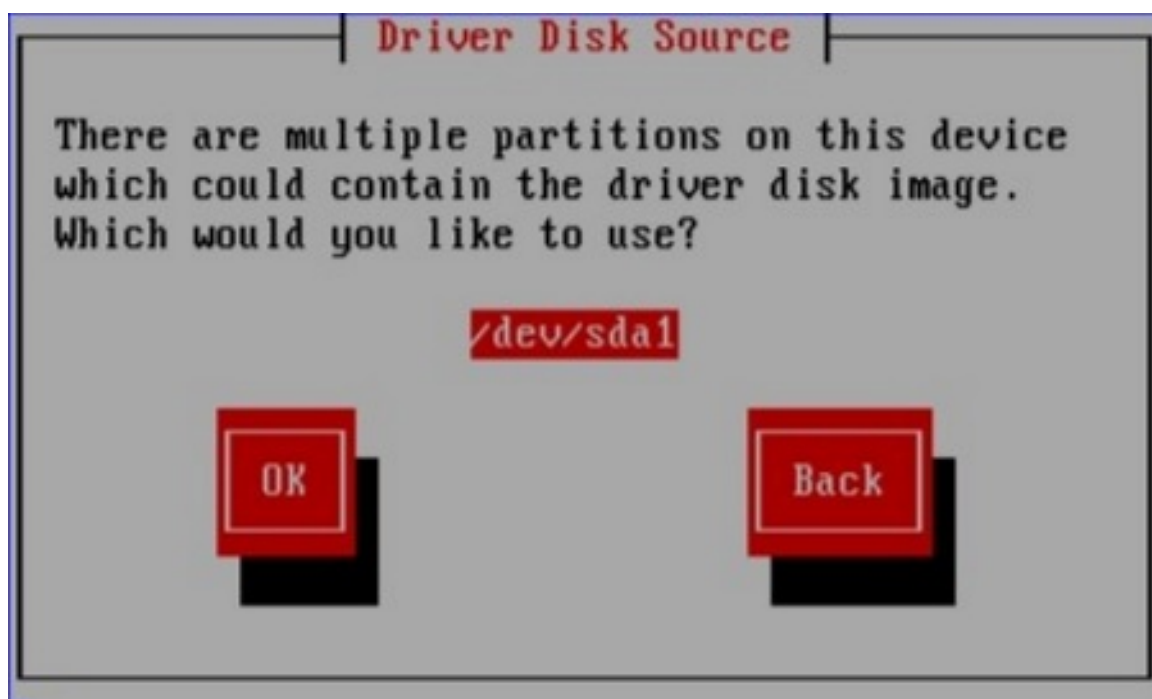 Driver Disk Source
There are multiple partitions on this device
which could contain the driver disk image.
Which would you like to use?
/dev/sda1
OK Back